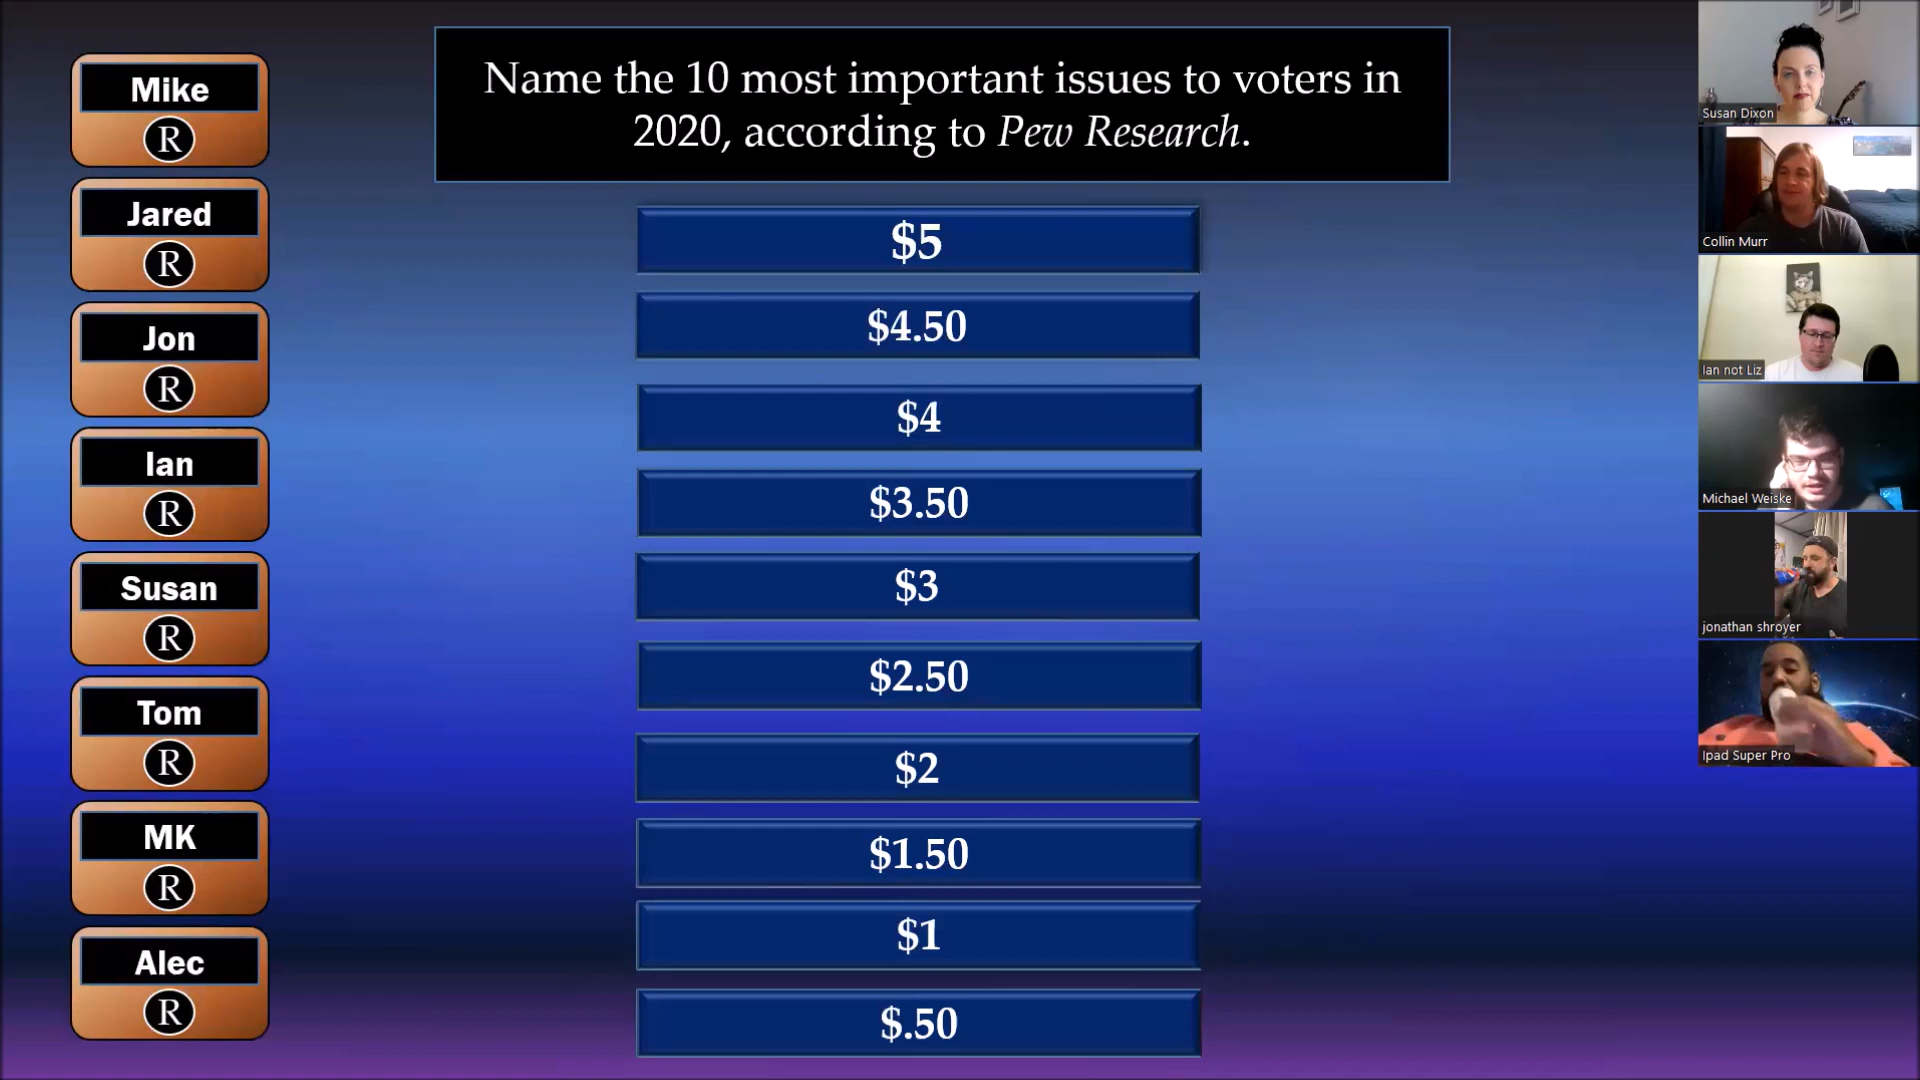 Name the 10 most important issues to voters in
2020, according to Pew Research.
Mike
R
Jared
R
Jon
R
Ian
R
Susan
R
Tom
R
MK
R
Alec
R
$5
$4.50
$4
$3.50
$3
$2.50
$2
$1.50
$1
$.50
Susan Dixon
Collin Murr
Ian not Liz
Michael Weiske
jonathan shroyer
Ipad Super Pro